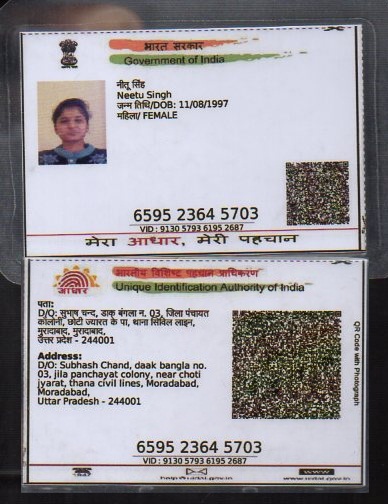 भारत सरकार
Government of India
नीतू सिंह
Neetu Singh
जन्म तिथि/DOB: 11/08/1997
महिला/ FEMALE
6595 2364 5703
VID: 9130 5793 6195 2687
मेरा आधार, मेरी पहचान
भारतीय विशिष्ट पहचान प्राधिकरण
Unique Identification Authority of India
आधार
पता:
D/O: सुभाष चन्द, डाक बंगला न. 03, जिला पंचायत
कालोनी, छोटी ज्यारत के पा, थाना सिविल लाइन,
मुरादाबाद, मुरादाबाद,
उत्तर प्रदेश - 244001
Address:
D/O: Subhash Chand, daak bangla no.
03, jila panchayat colony, near choti
jyarat, thana civil lines, Moradabad,
Moradabad,
Uttar Pradesh - 244001
QR Code with Photograph
6595 2364 5703
VID: 9130 5793 6195 2687